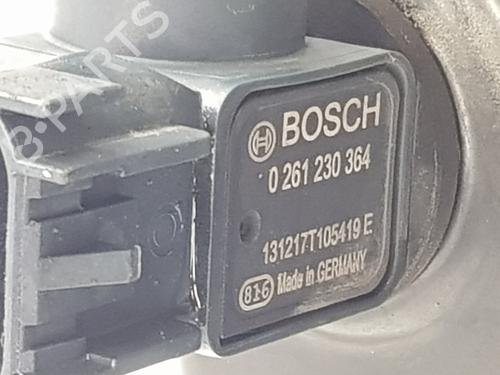 B-PARTS
BOSCH
0 261 230 364
131217T105419 E
816 Made in GERMANY